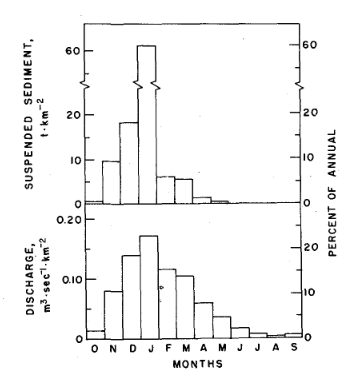 SUSPENDED SEDIMENT,
t·km⁻²
60
20
10
0
60
20
10
0
PERCENT OF ANNUAL
DISCHARGE,
m³·sec⁻¹·km⁻²
0.20
0.10
0
20
10
0
O N D J F M A M J J A S
MONTHS